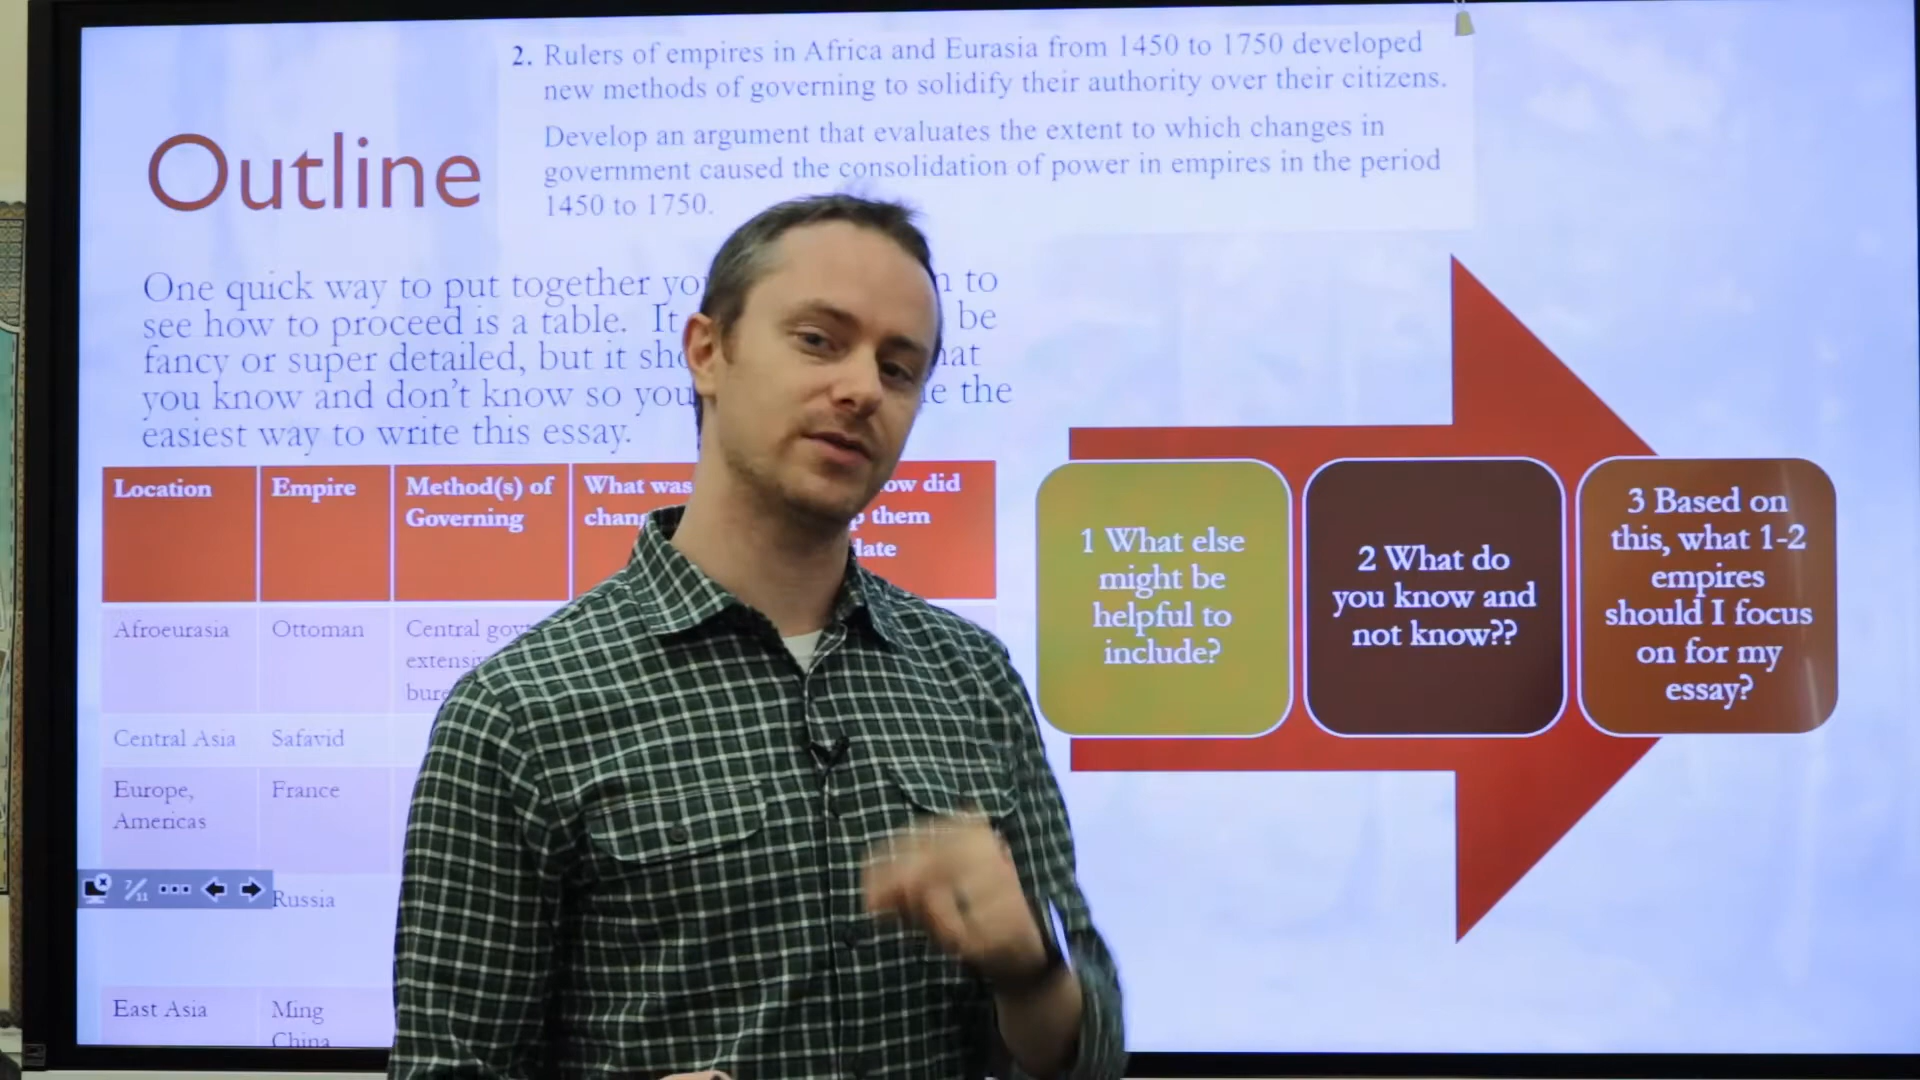 2. Rulers of empires in Africa and Eurasia from 1450 to 1750 developed
new methods of governing to solidify their authority over their citizens.
Develop an argument that evaluates the extent to which changes in
government caused the consolidation of power in empires in the period
1450 to 1750.
Outline
One quick way to put together to
see how to proceed is a table. It be
fancy or super detailed, but it
you know and don't know so you the
easiest way to write this essay.
Location
Empire
Method(s) of
Governing
What was
did
them
Afroeurasia
Ottoman
Central
Central Asia
Safavid
Europe,
Americas
France
Russia
East Asia
Ming
China
7/11
1 What else
might be
helpful to
include?
2 What do
you know and
not know??
3 Based on
this, what 1-2
empires
should I focus
on for my
essay?